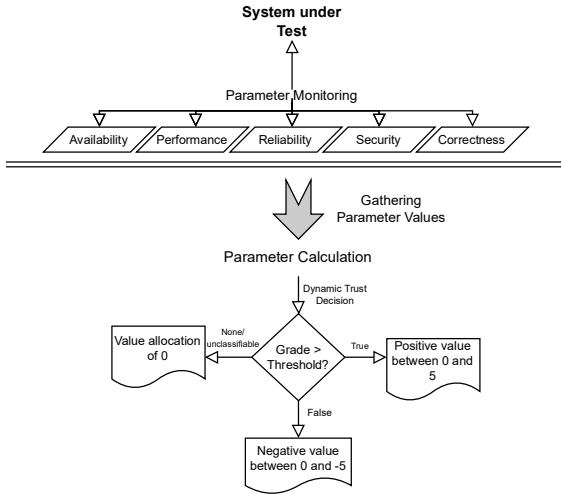 System under
Test
Parameter Monitoring
Availability
Performance
Reliability
Security
Correctness
Gathering
Parameter Values
Parameter Calculation
Dynamic Trust
Decision
None/
unclassifiable
Value allocation
of 0
Grade >
Threshold?
True
Positive value
between 0 and
5
False
Negative value
between 0 and -5